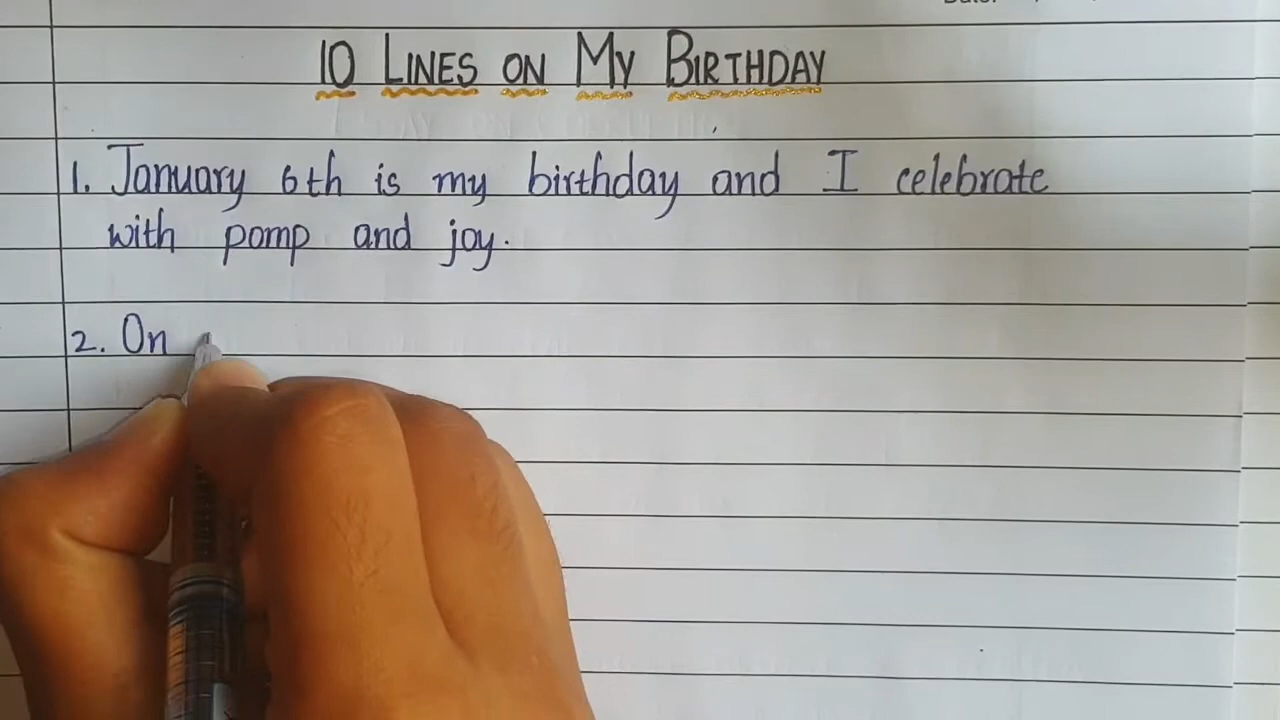 10 LINES ON MY BIRTHDAY
1. January 6th is my birthday and I celebrate
with pomp and joy.
2. On